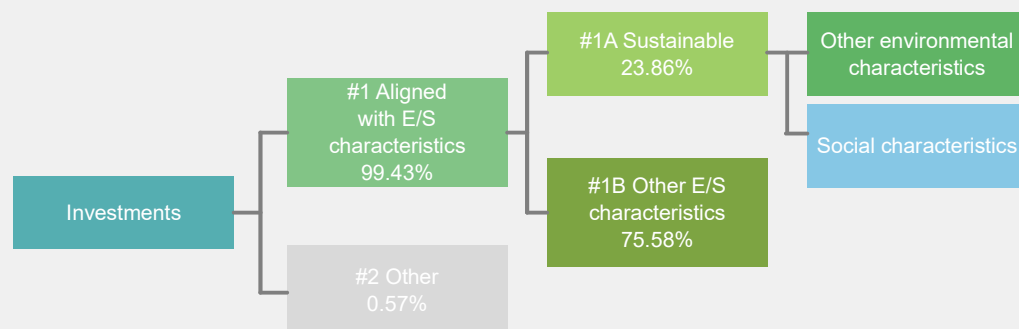 Investments
#1 Aligned
with E/S
characteristics
99.43%
#2 Other
0.57%
#1A Sustainable
23.86%
#1B Other E/S
characteristics
75.58%
Other environmental
characteristics
Social characteristics